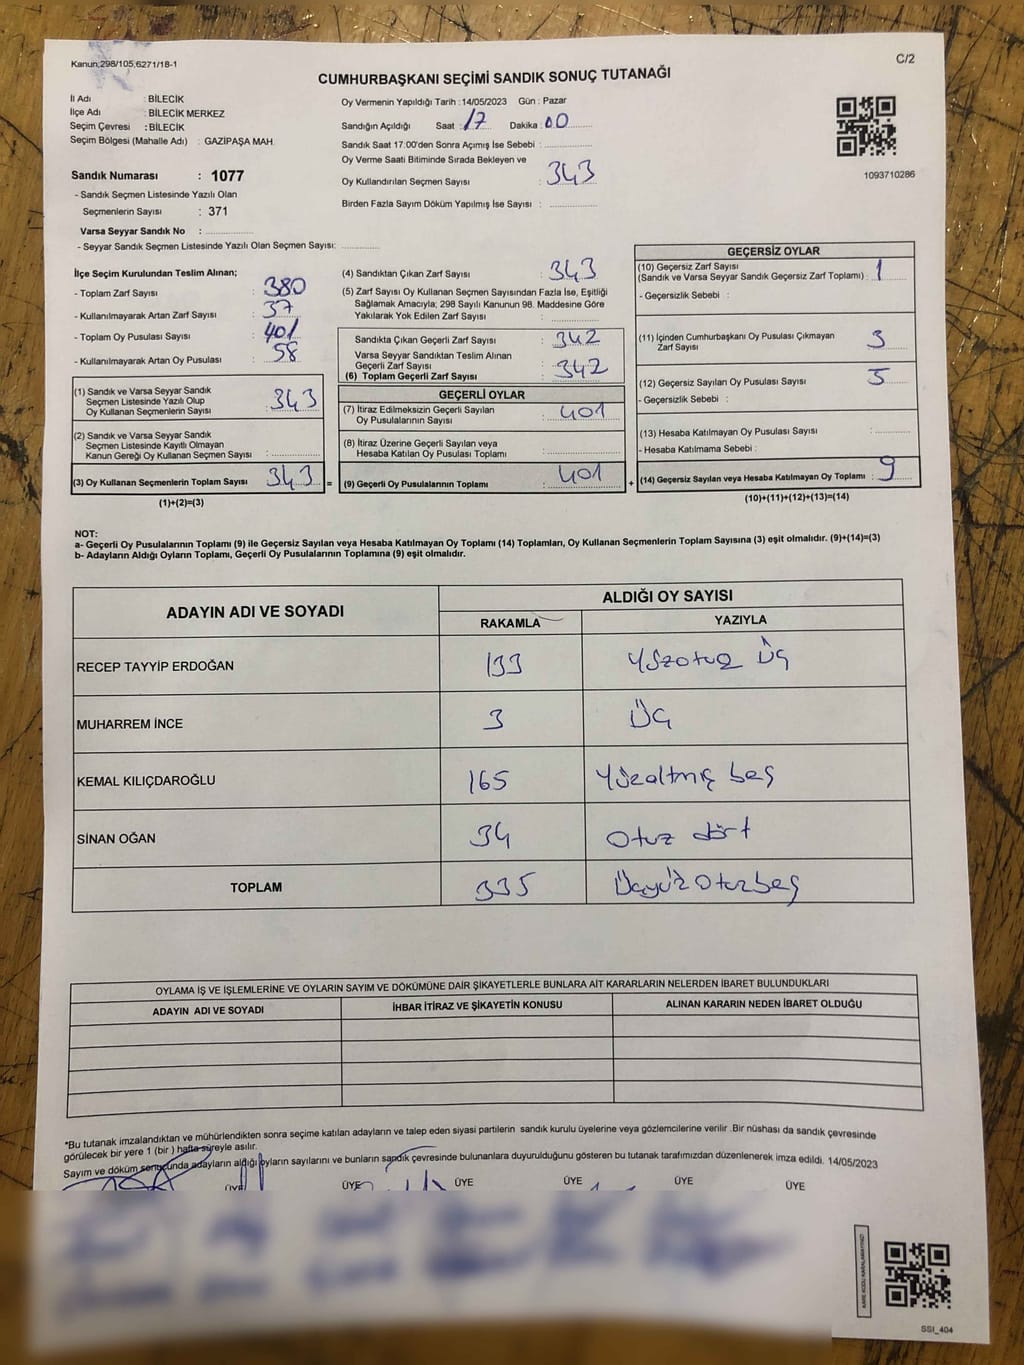 Kanun;298/105,6271/18-1
C/2
CUMHURBAŞKANI SEÇİMİ SANDIK SONUÇ TUTANAĞI
İl Adı : BİLECİK
İlçe Adı : BİLECİK MERKEZ
Seçim Çevresi : BİLECİK
Seçim Bölgesi (Mahalle Adı) : GAZİPAŞA MAH.
Sandık Numarası : 1077
- Sandık Seçmen Listesinde Yazılı Olan
Seçmenlerin Sayısı : 371
Varsa Seyyar Sandık No :
- Seyyar Sandık Seçmen Listesinde Yazılı Olan Seçmen Sayısı:
Oy Vermenin Yapıldığı Tarih : 14/05/2023 Gün : Pazar
Sandığın Açıldığı Saat : 17 Dakika : 00
Sandık Saat 17:00'den Sonra Açılmış İse Sebebi :
Oy Verme Saati Bitiminde Sırada Bekleyen ve
Oy Kullandırılan Seçmen Sayısı : 343
Birden Fazla Sayım Döküm Yapılmış İse Sayısı :
1093710286
İlçe Seçim Kurulundan Teslim Alınan;
- Toplam Zarf Sayısı : 380
- Kullanılmayarak Artan Zarf Sayısı : 37
- Toplam Oy Pusulası Sayısı : 401
- Kullanılmayarak Artan Oy Pusulası : 58
(1) Sandık ve Varsa Seyyar Sandık
Seçmen Listesinde Yazılı Olup
Oy Kullanan Seçmenlerin Sayısı : 343
(2) Sandık ve Varsa Seyyar Sandık
Seçmen Listesinde Kayıtlı Olmayan
Kanun Gereği Oy Kullanan Seçmen Sayısı :
(3) Oy Kullanan Seçmenlerin Toplam Sayısı : 343 =
(1)+(2)=(3)
(4) Sandıktan Çıkan Zarf Sayısı : 343
(5) Zarf Sayısı Oy Kullanan Seçmen Sayısından Fazla İse, Eşitliği
Sağlamak Amacıyla; 298 Sayılı Kanunun 98. Maddesine Göre
Yakılarak Yok Edilen Zarf Sayısı :
Sandıkta Çıkan Geçerli Zarf Sayısı : 342
Varsa Seyyar Sandıktan Teslim Alınan
Geçerli Zarf Sayısı :
(6) Toplam Geçerli Zarf Sayısı : 342
GEÇERLİ OYLAR
(7) İtiraz Edilmeksizin Geçerli Sayılan
Oy Pusulalarının Sayısı : 401
(8) İtiraz Üzerine Geçerli Sayılan veya
Hesaba Katılan Oy Pusulası Toplamı :
(9) Geçerli Oy Pusulalarının Toplamı : 401 +
GEÇERSİZ OYLAR
(10) Geçersiz Zarf Sayısı
(Sandık ve Varsa Seyyar Sandık Geçersiz Zarf Toplamı) : 1
- Geçersizlik Sebebi :
(11) İçinden Cumhurbaşkanı Oy Pusulası Çıkmayan
Zarf Sayısı : 3
(12) Geçersiz Sayılan Oy Pusulası Sayısı : 5
- Geçersizlik Sebebi :
(13) Hesaba Katılmayan Oy Pusulası Sayısı :
- Hesaba Katılmama Sebebi :
(14) Geçersiz Sayılan veya Hesaba Katılmayan Oy Toplamı : 9
(10)+(11)+(12)+(13)=(14)
NOT:
a- Geçerli Oy Pusulalarının Toplamı (9) ile Geçersiz Sayılan veya Hesaba Katılmayan Oy Toplamı (14) Toplamları, Oy Kullanan Seçmenlerin Toplam Sayısına (3) eşit olmalıdır. (9)+(14)=(3)
b- Adayların Aldığı Oyların Toplamı, Geçerli Oy Pusulalarının Toplamına (9) eşit olmalıdır.
ADAYIN ADI VE SOYADI
ALDIĞI OY SAYISI
RAKAMLA YAZIYLA
RECEP TAYYİP ERDOĞAN 133 Yüzotuz üç
MUHARREM İNCE 3 Üç
KEMAL KILIÇDAROĞLU 165 Yüzaltmış beş
SİNAN OĞAN 34 Otuz dört
TOPLAM 335 Üçyüz Otuzbeş
OYLAMA İŞ VE İŞLEMLERİNE VE OYLARIN SAYIM VE DÖKÜMÜNE DAİR ŞİKAYETLERLE BUNLARA AİT KARARLARIN NELERDEN İBARET BULUNDUKLARI
ADAYIN ADI VE SOYADI İHBAR İTİRAZ VE ŞİKAYETİN KONUSU ALINAN KARARIN NEDEN İBARET OLDUĞU
*Bu tutanak imzalandıktan ve mühürlendikten sonra seçime katılan adayların ve talep eden siyasi partilerin sandık kurulu üyelerine veya gözlemcilerine verilir .Bir nüshası da sandık çevresinde
görülecek bir yere 1 (bir ) hafta süreyle asılır.
Sayım ve döküm sonucunda adayların aldığı oyların sayılarını ve bunların sandık çevresinde bulunanlara duyurulduğunu gösteren bu tutanak tarafımızdan düzenlenerek imza edildi. 14/05/2023
ÜYE ÜYE ÜYE ÜYE ÜYE ÜYE
SSI_404